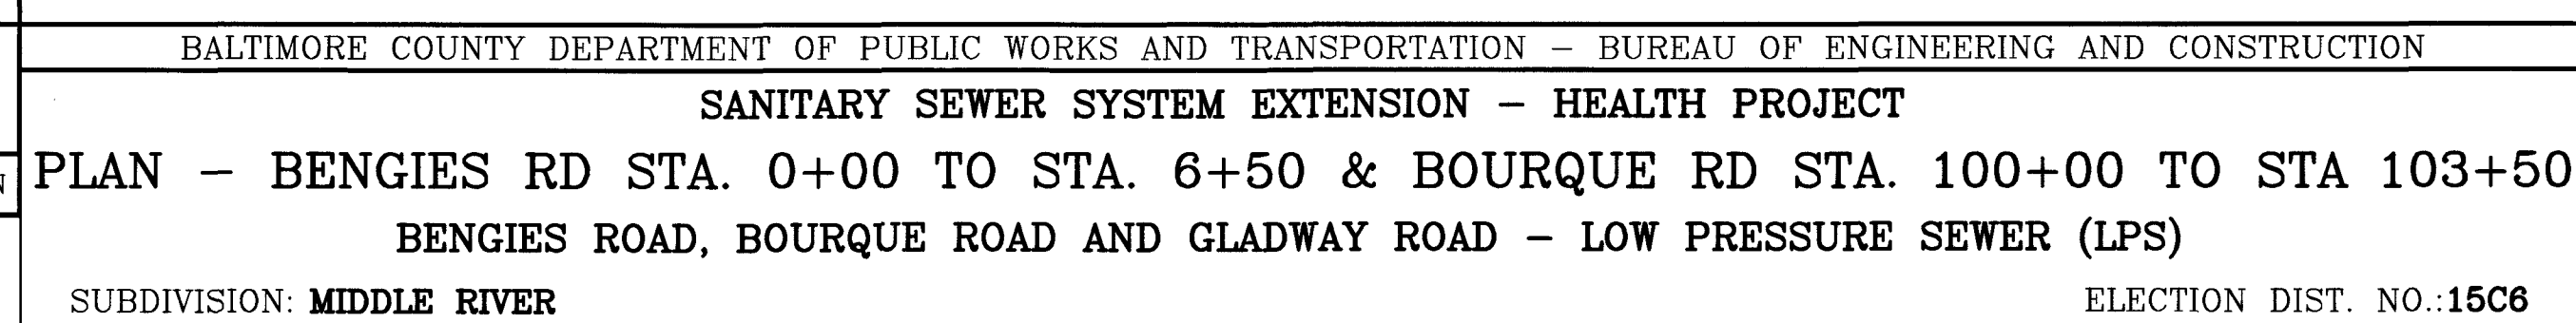 BALTIMORE COUNTY DEPARTMENT OF PUBLIC WORKS AND TRANSPORTATION – BUREAU OF ENGINEERING AND CONSTRUCTION
SANITARY SEWER SYSTEM EXTENSION – HEALTH PROJECT
PLAN – BENGIES RD STA. 0+00 TO STA. 6+50 & BOURQUE RD STA. 100+00 TO STA 103+50
BENGIES ROAD, BOURQUE ROAD AND GLADWAY ROAD – LOW PRESSURE SEWER (LPS)
SUBDIVISION: MIDDLE RIVER ELECTION DIST. NO.:15C6